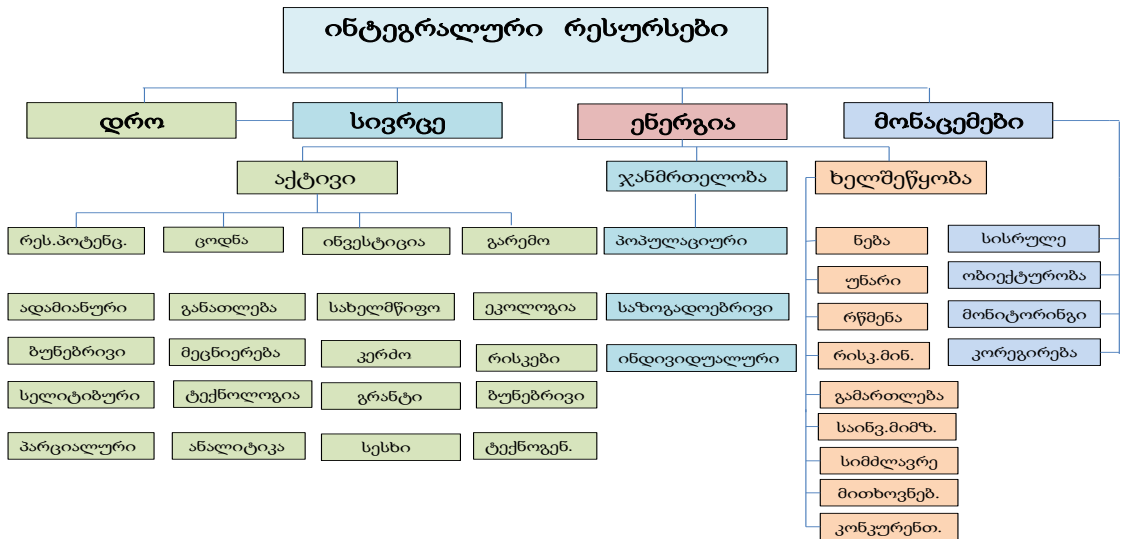 ინტეგრალური რესურსები
დრო
სივრცე
ენერგია
მონაცემები
აქტივი
ჯანმრთელობა
ხელშეწყობა
რეს.პოტენც.
ცოდნა
ინვესტიცია
გარემო
პოპულაციური
ნება
სისრულე
უნარი
ობიექტურობა
ადამიანური
განათლება
სახელმწიფო
ეკოლოგია
საზოგადოებრივი
რწმენა
მონიტორინგი
ბუნებრივი
მეცნიერება
კერძო
რისკები
ინდივიდუალური
რისკ.მინ.
კორეგირება
სელიტიბური
ტექნოლოგია
გრანტი
ბუნებრივი
გამართლება
საინვ.მიმზ.
პარციალური
ანალიტიკა
სესხი
ტექნოგენ.
სიმძლავრე
მითხოვნებ.
კონკურენთ.